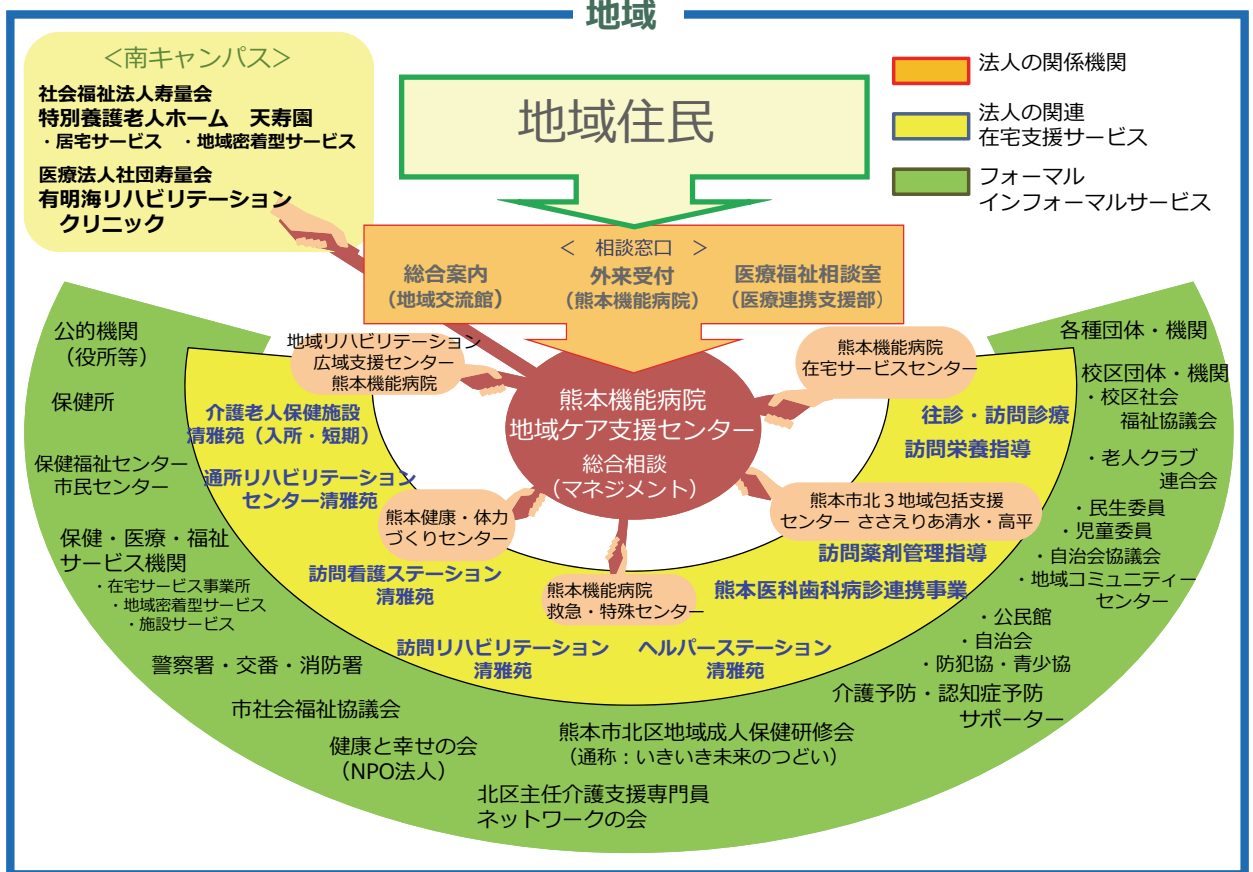 地域
＜南キャンパス＞
社会福祉法人寿量会
特別養護老人ホーム　天寿園
・居宅サービス　・地域密着型サービス
医療法人社団寿量会
有明海リハビリテーション
クリニック
地域住民
法人の関係機関
法人の関連
在宅支援サービス
フォーマル
インフォーマルサービス
＜　相談窓口　＞
総合案内
（地域交流館）
外来受付
（熊本機能病院）
医療福祉相談室
（医療連携支援部）
地域リハビリテーション
広域支援センター
熊本機能病院
熊本機能病院
在宅サービスセンター
熊本機能病院
地域ケア支援センター
総合相談
（マネジメント）
熊本健康・体力
づくりセンター
熊本機能病院
救急・特殊センター
熊本市北３地域包括支援
センター ささえりあ清水・高平
介護老人保健施設
清雅苑（入所・短期）
通所リハビリテーション
センター清雅苑
訪問看護ステーション
清雅苑
訪問リハビリテーション
清雅苑
ヘルパーステーション
清雅苑
熊本医科歯科病診連携事業
訪問薬剤管理指導
訪問栄養指導
往診・訪問診療
公的機関
（役所等）
保健所
保健福祉センター
市民センター
保健・医療・福祉
サービス機関
・在宅サービス事業所
・地域密着型サービス
・施設サービス
警察署・交番・消防署
市社会福祉協議会
健康と幸せの会
（NPO法人）
北区主任介護支援専門員
ネットワークの会
熊本市北区地域成人保健研修会
（通称：いきいき未来のつどい）
介護予防・認知症予防
サポーター
各種団体・機関
校区団体・機関
・校区社会
福祉協議会
・老人クラブ
連合会
・民生委員
・児童委員
・自治会協議会
・地域コミュニティー
センター
・公民館
・自治会
・防犯協・青少協